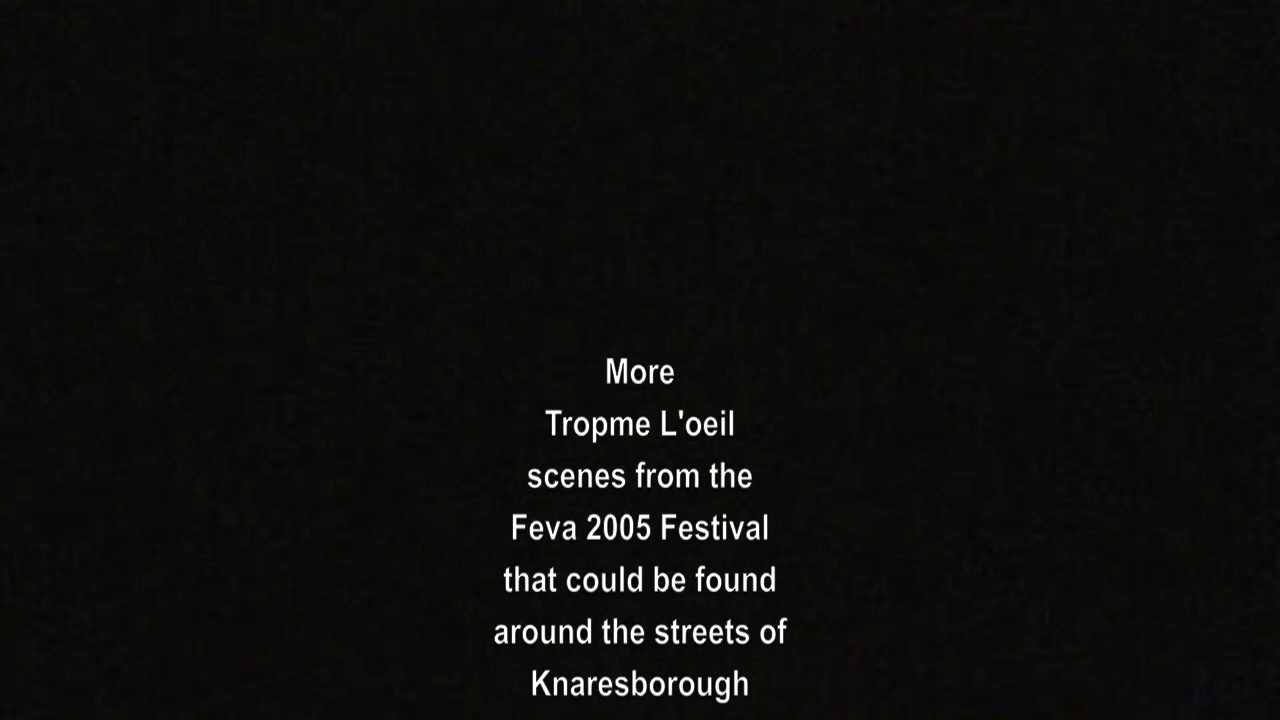 More
Tropme L'oeil
scenes from the
Feva 2005 Festival
that could be found
around the streets of
Knaresborough